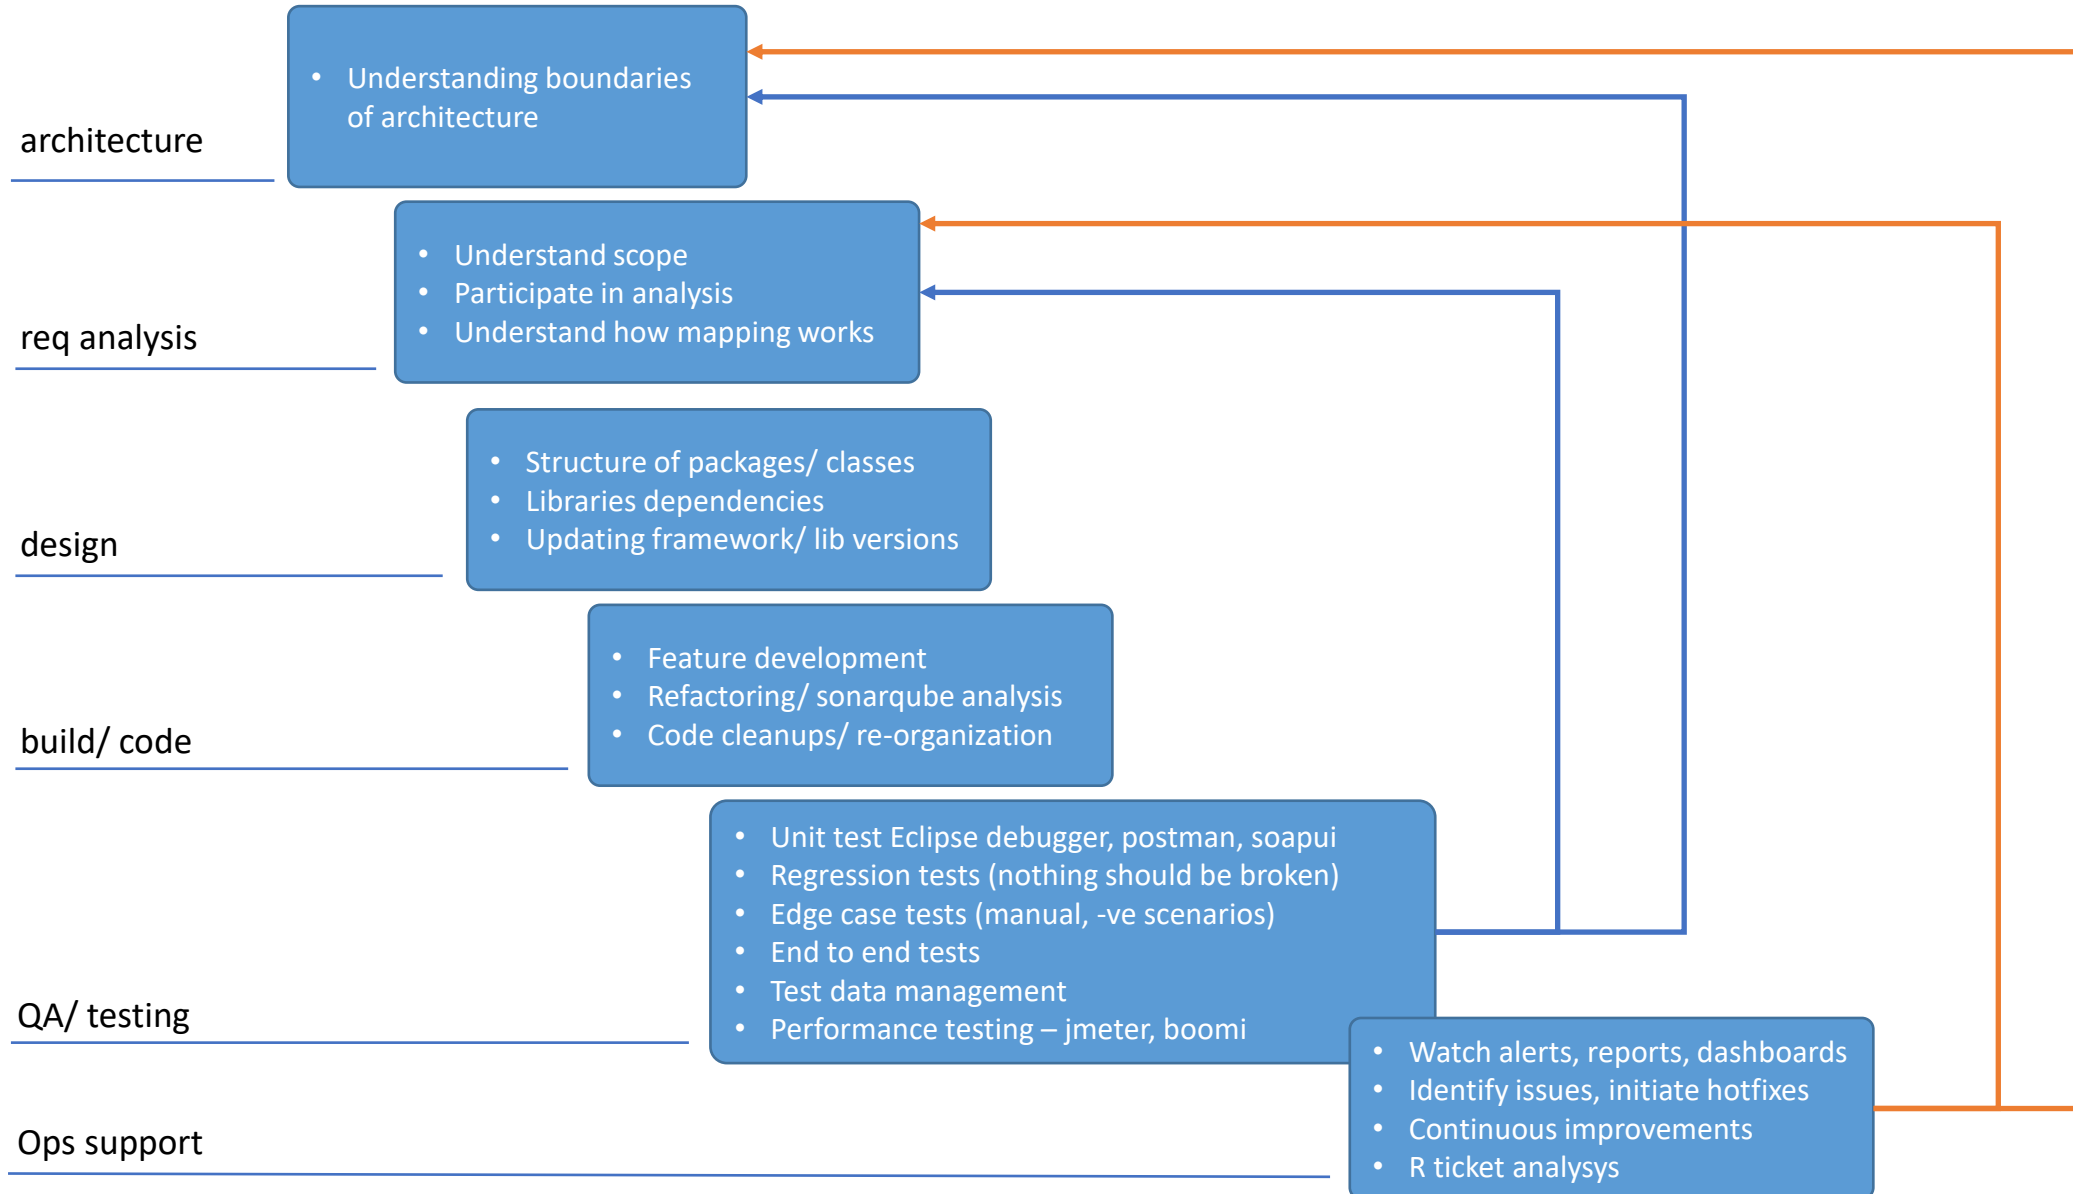 architecture
• Understanding boundaries
of architecture
req analysis
• Understand scope
• Participate in analysis
• Understand how mapping works
design
• Structure of packages/ classes
• Libraries dependencies
• Updating framework/ lib versions
build/ code
• Feature development
• Refactoring/ sonarqube analysis
• Code cleanups/ re-organization
QA/ testing
• Unit test Eclipse debugger, postman, soapui
• Regression tests (nothing should be broken)
• Edge case tests (manual, -ve scenarios)
• End to end tests
• Test data management
• Performance testing – jmeter, boomi
Ops support
• Watch alerts, reports, dashboards
• Identify issues, initiate hotfixes
• Continuous improvements
• R ticket analysys